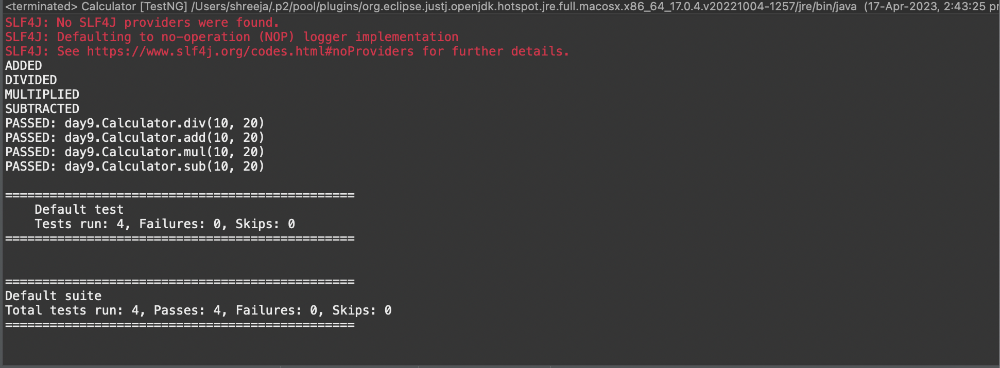 <terminated> Calculator [TestNG] /Users/shreeja/.p2/pool/plugins/org.eclipse.justj.openjdk.hotspot.jre.full.macosx.x86_64_17.0.4.v20221004-1257/jre/bin/java (17-Apr-2023, 2:43:25 pr
SLF4J: No SLF4J providers were found.
SLF4J: Defaulting to no-operation (NOP) logger implementation
SLF4J: See https://www.slf4j.org/codes.html#noProviders for further details.
ADDED
DIVIDED
MULTIPLIED
SUBTRACTED
PASSED: day9.Calculator.div(10, 20)
PASSED: day9.Calculator.add(10, 20)
PASSED: day9.Calculator.mul(10, 20)
PASSED: day9.Calculator.sub(10, 20)
===============================================
Default test
Tests run: 4, Failures: 0, Skips: 0
===============================================
===============================================
Default suite
Total tests run: 4, Passes: 4, Failures: 0, Skips: 0
===============================================